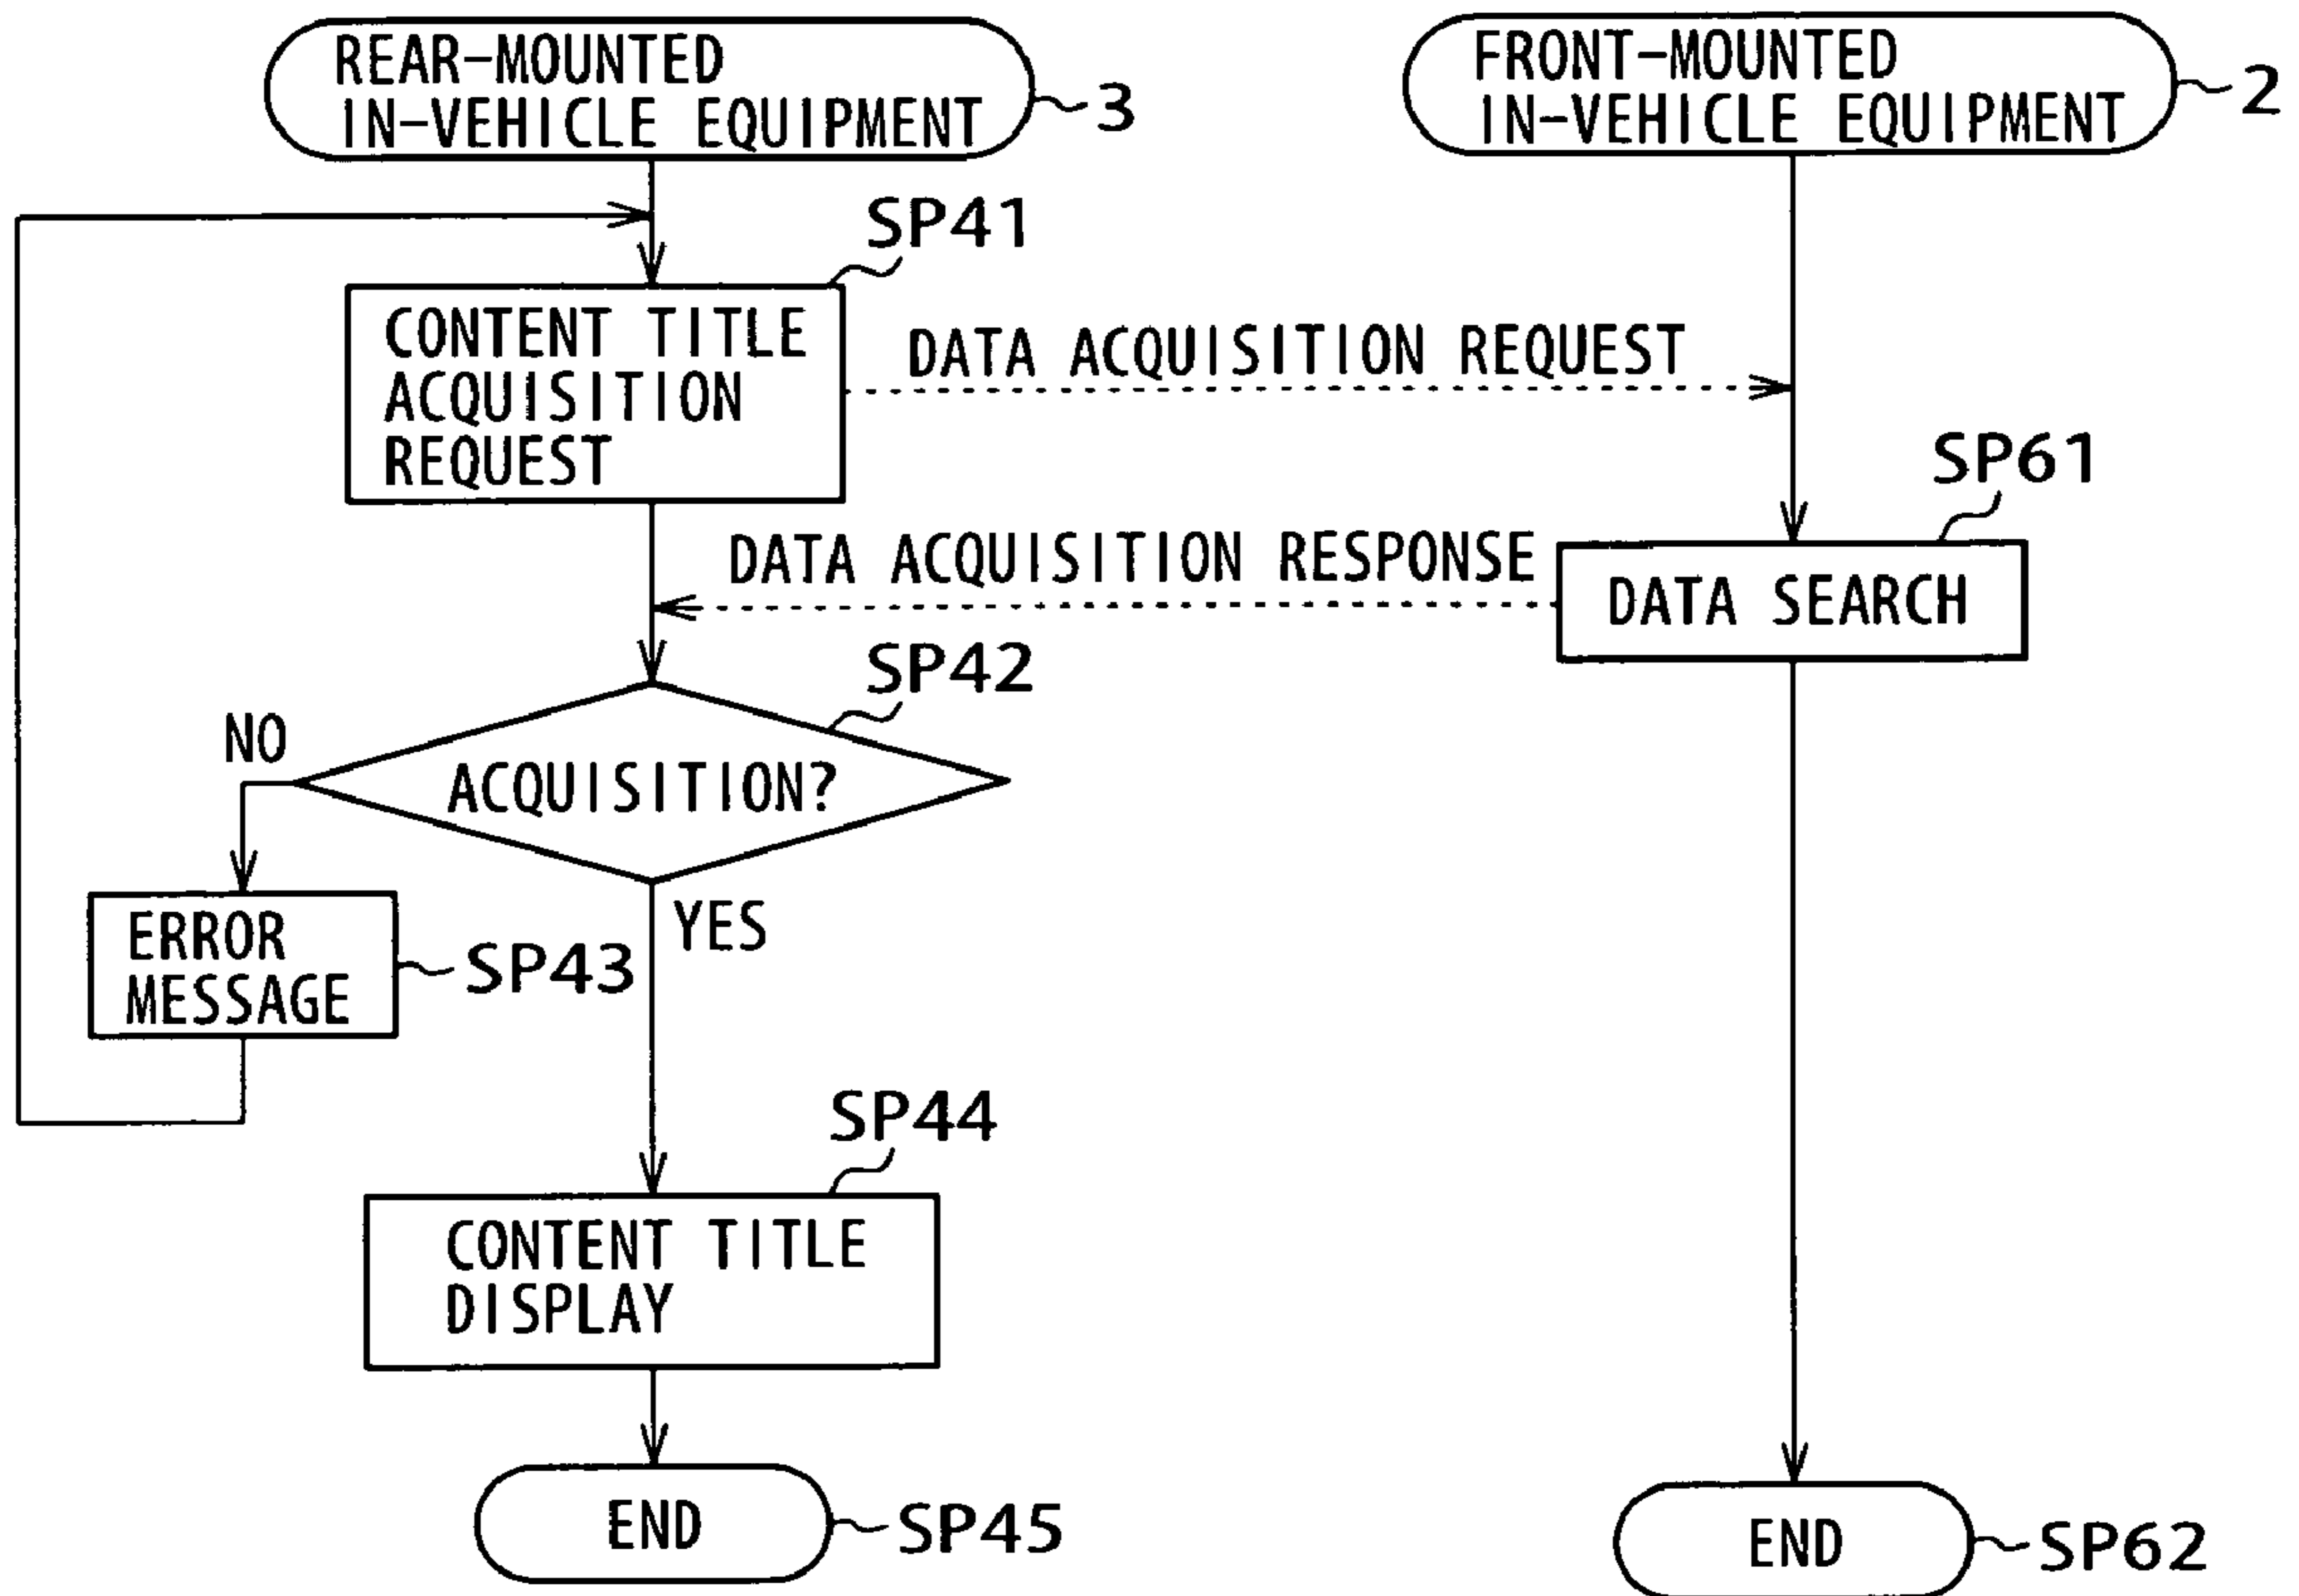 REAR-MOUNTED
IN-VEHICLE EQUIPMENT
3
FRONT-MOUNTED
IN-VEHICLE EQUIPMENT
2
SP41
CONTENT TITLE
ACQUISITION
REQUEST
DATA ACQUISITION REQUEST
SP61
DATA SEARCH
DATA ACQUISITION RESPONSE
SP42
NO
ACQUISITION?
YES
ERROR
MESSAGE
SP43
SP44
CONTENT TITLE
DISPLAY
END
SP45
END
SP62